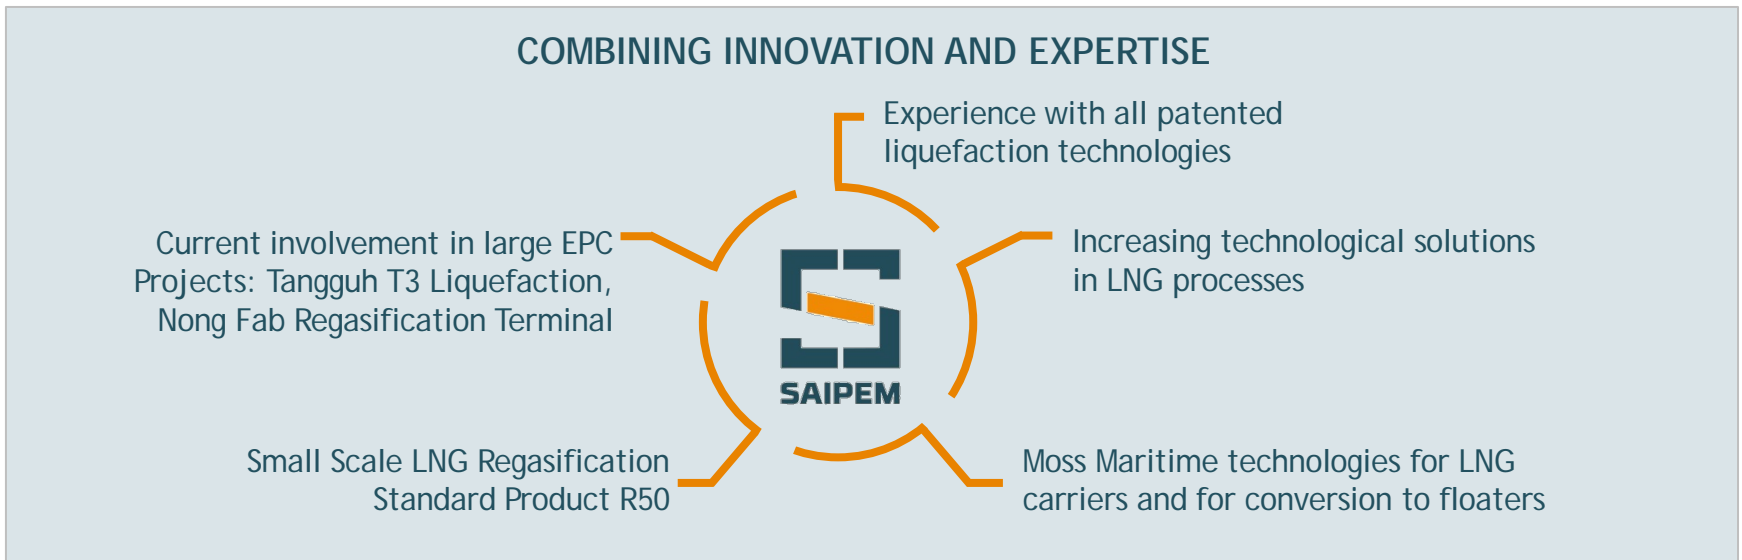 COMBINING INNOVATION AND EXPERTISE
Experience with all patented
liquefaction technologies
Current involvement in large EPC
Projects: Tangguh T3 Liquefaction,
Nong Fab Regasification Terminal
Increasing technological solutions
in LNG processes
SAIPEM
Small Scale LNG Regasification
Standard Product R50
Moss Maritime technologies for LNG
carriers and for conversion to floaters